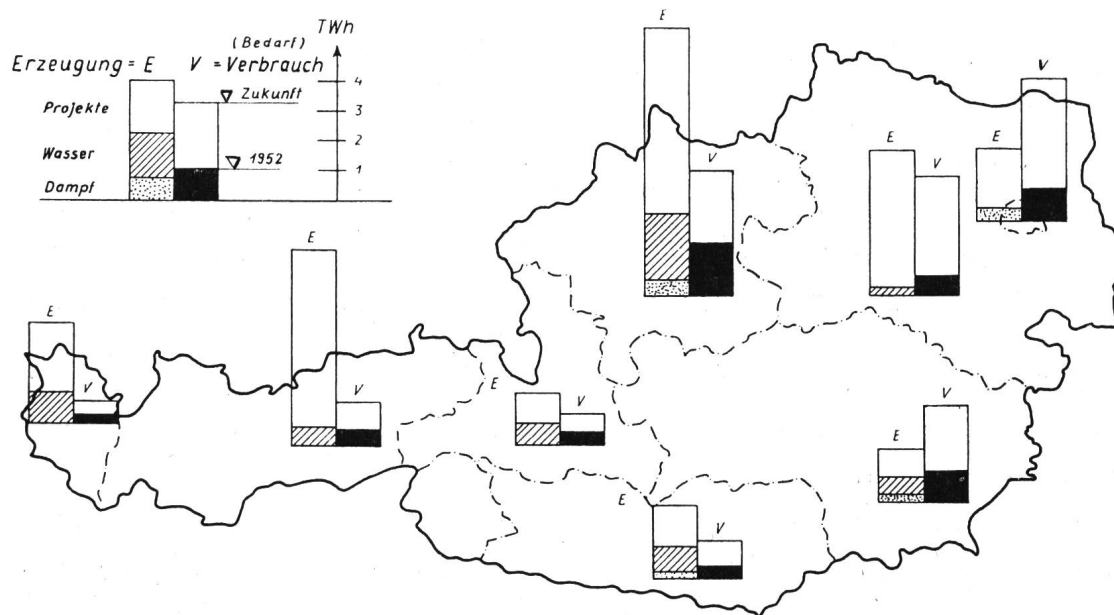 TWh
(Bedarf)
Erzeugung = E V = Verbrauch
4
Zukunft
Projekte
3
2
Wasser
1952
1
Dampf
E
V
E
V
E
V
E
V
E
V
E
V
E
V
E
V